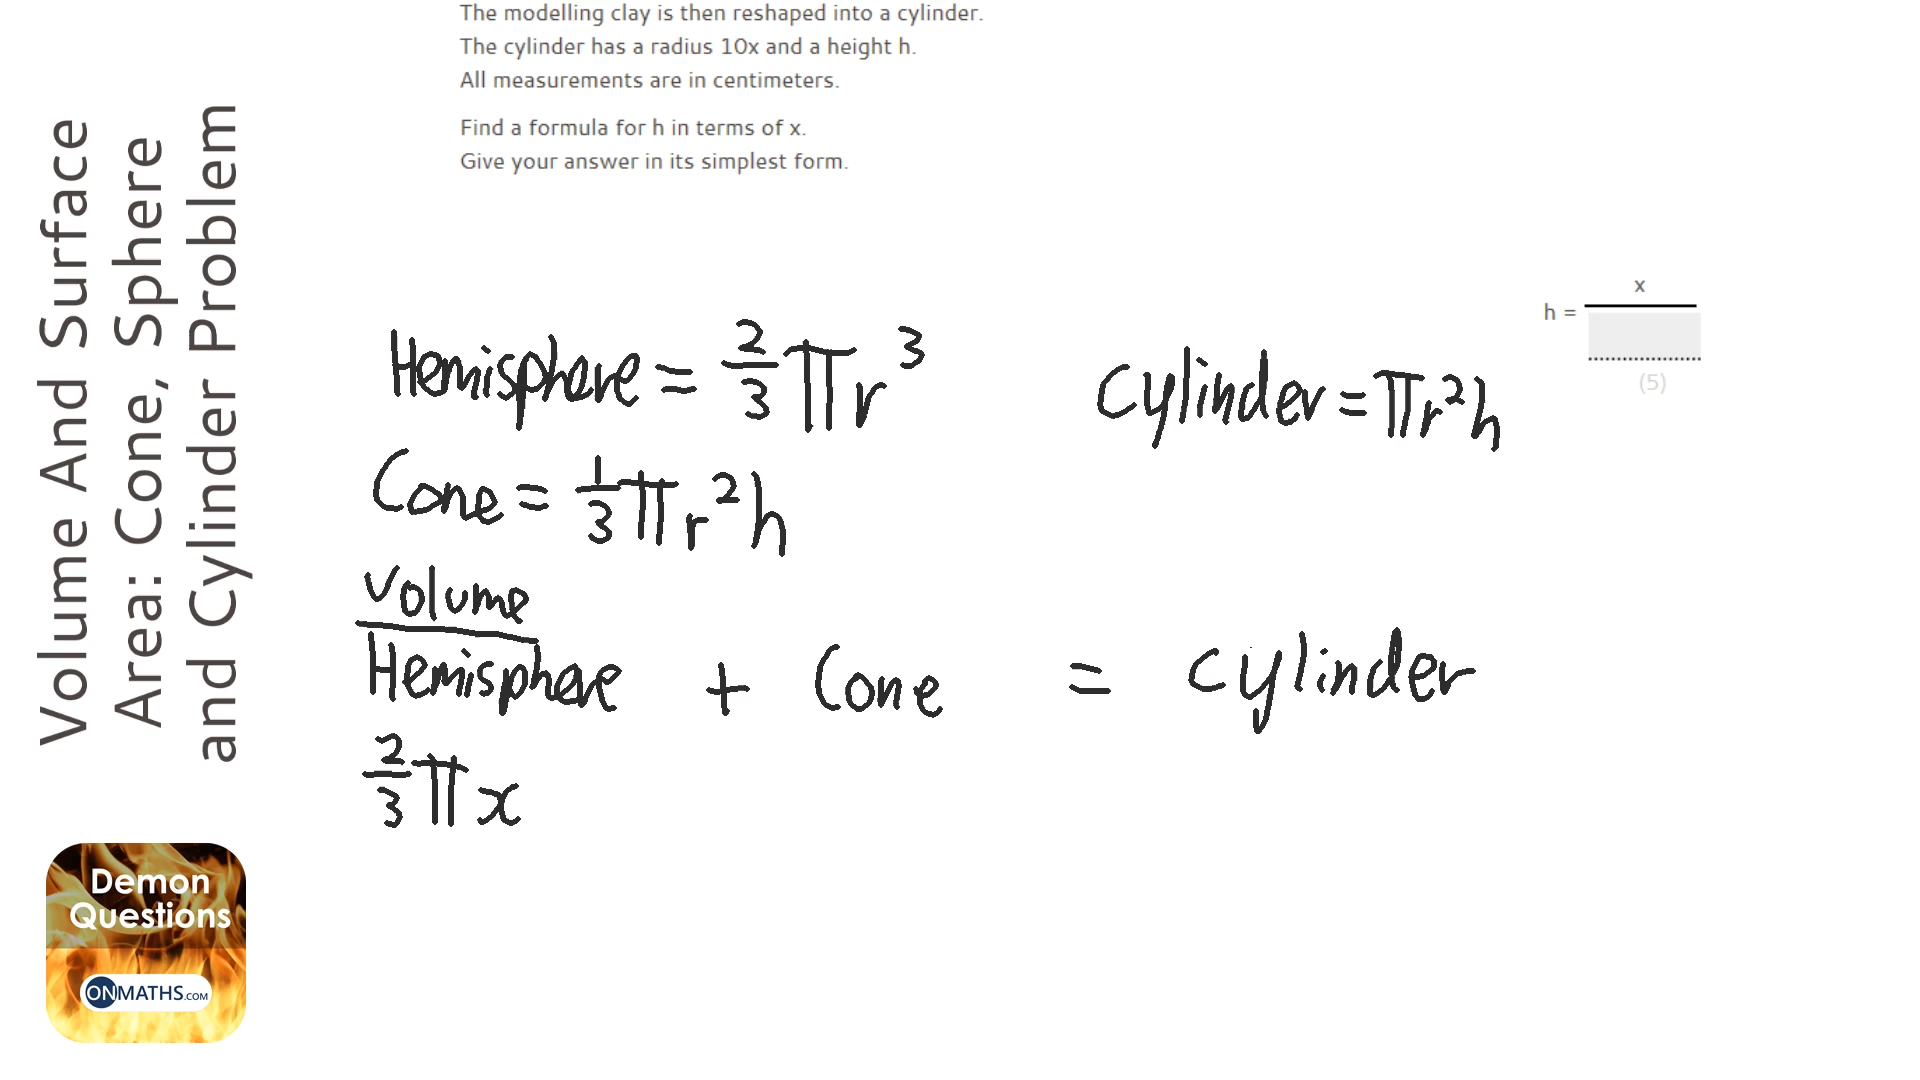 The modelling clay is then reshaped into a cylinder.
The cylinder has a radius 10x and a height h.
All measurements are in centimeters.
Find a formula for h in terms of x.
Give your answer in its simplest form.
Volume And Surface
Area: Cone, Sphere
and Cylinder Problem
x
h =
(5)
Hemisphere = 2/3 πr³
Cylinder = πr²h
Cone = 1/3 πr²h
Volume
Hemisphere + Cone = Cylinder
2/3 πx
Demon
Questions
ONMATHS.COM